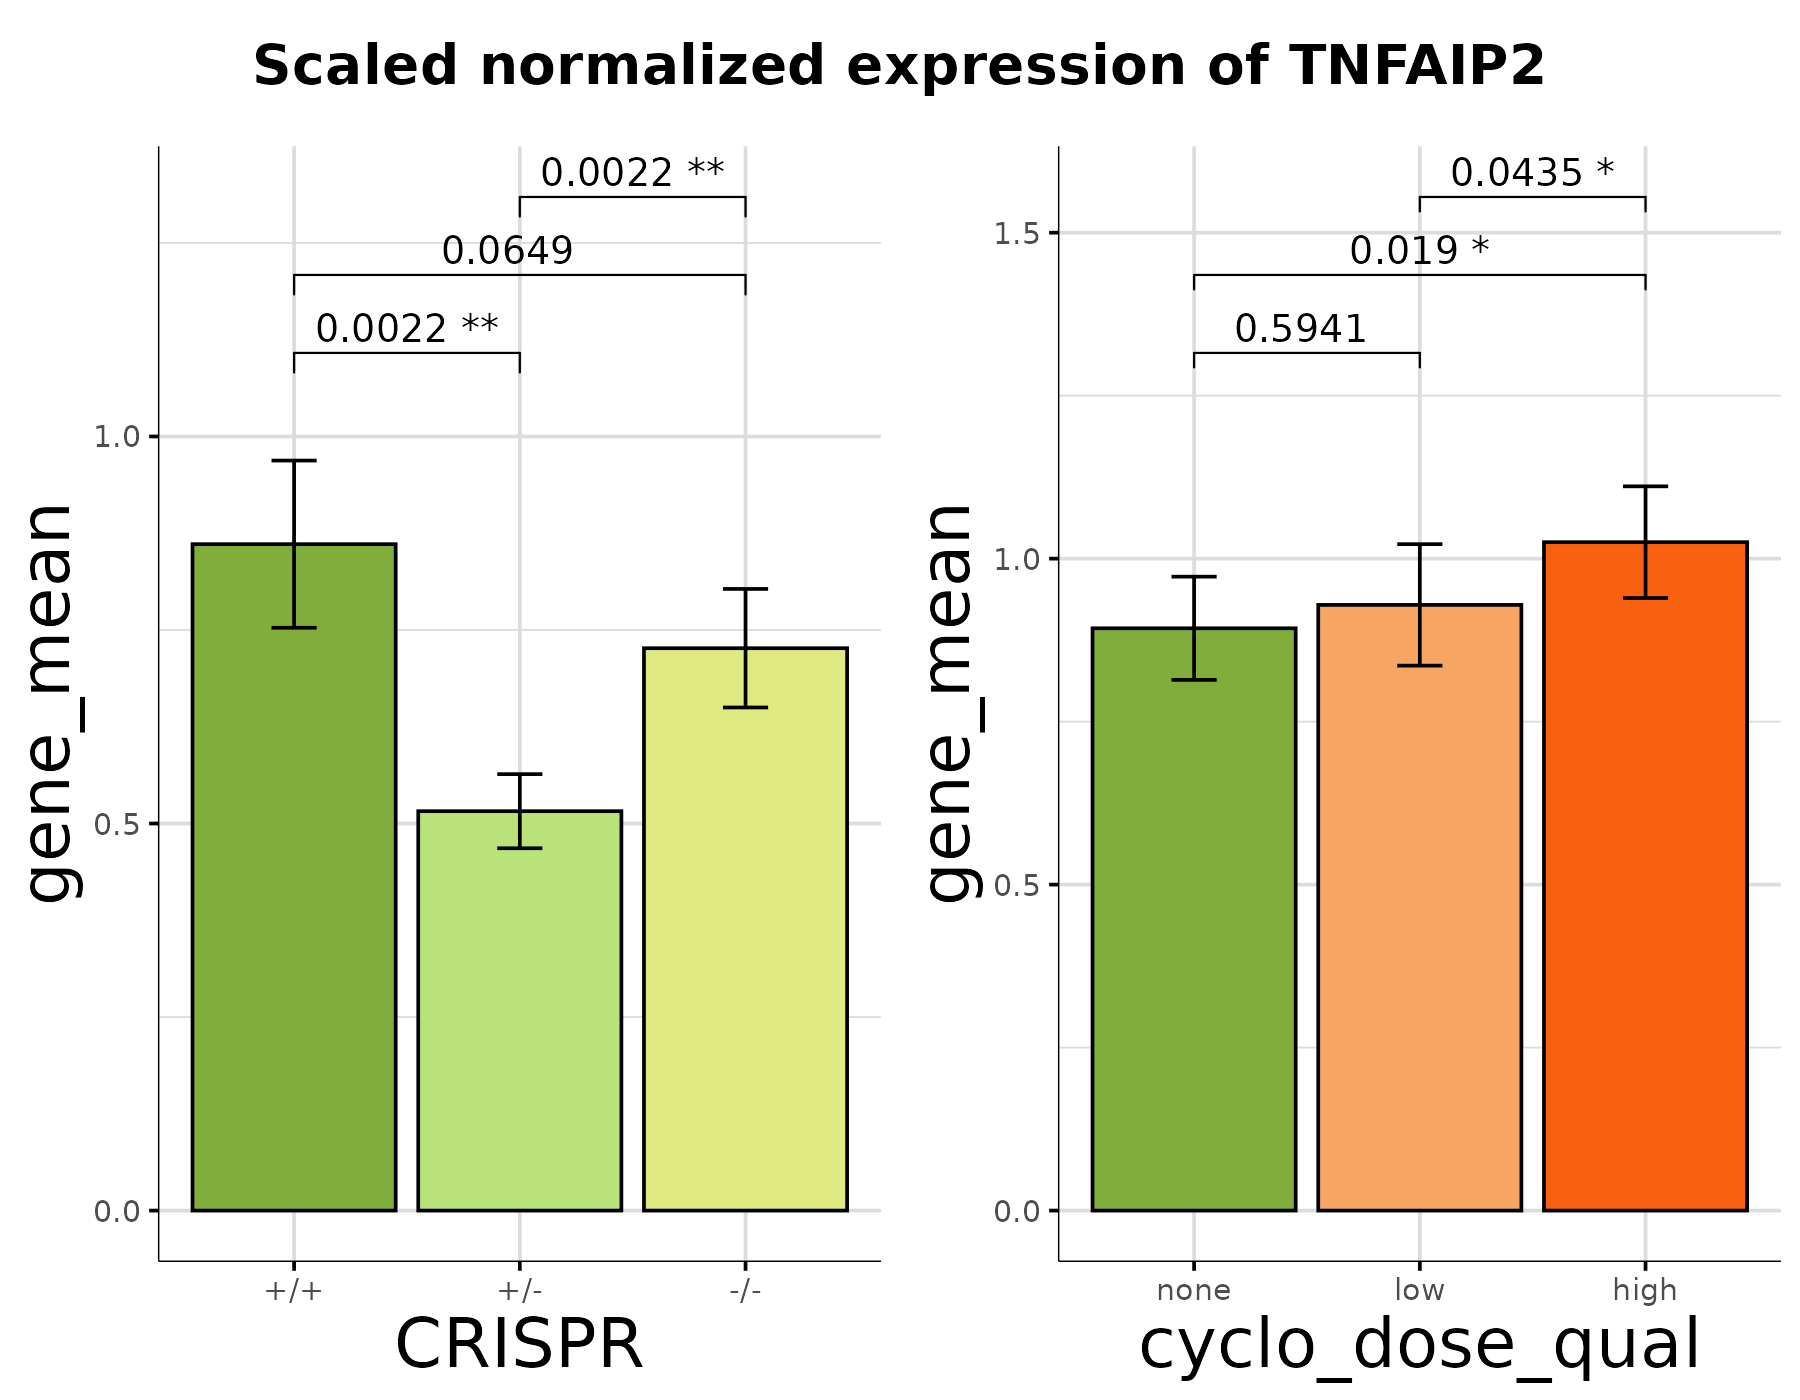 Scaled normalized expression of TNFAIP2
gene_mean
1.0
0.5
0.0
0.0022 **
0.0649
0.0022 **
+/+
+/-
-/-
CRISPR
gene_mean
1.5
1.0
0.5
0.0
0.0435 *
0.019 *
0.5941
none
low
high
cyclo_dose_qual